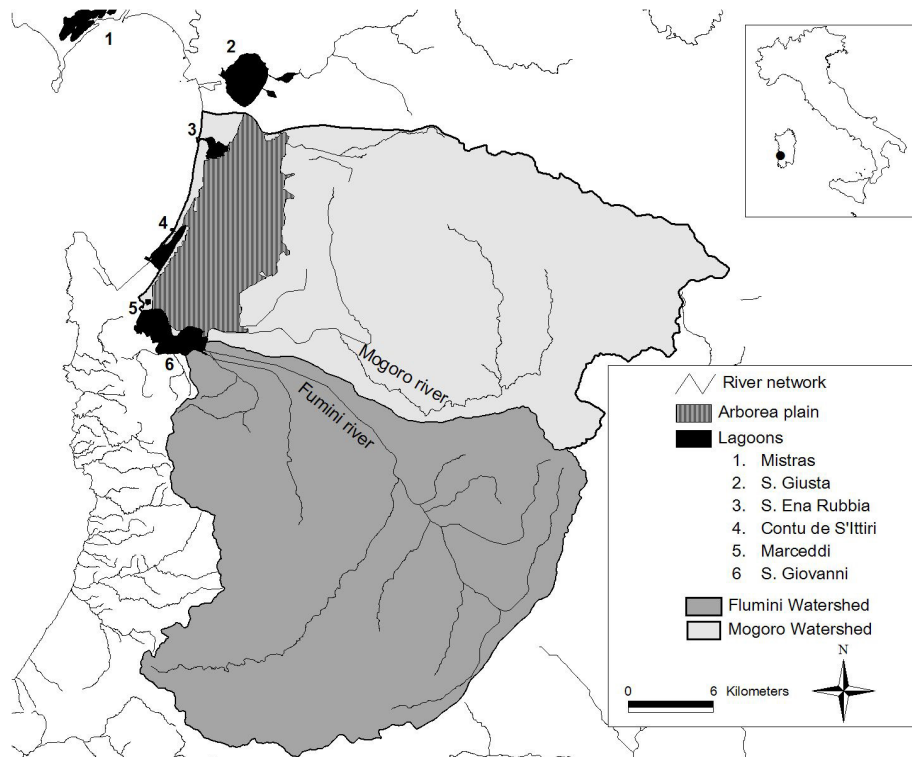 1
2
3
4
5
6
Mogoro river
Fumini river
River network
Arborea plain
Lagoons
1. Mistras
2. S. Giusta
3. S. Ena Rubbia
4. Contu de S'Ittiri
5. Marceddi
6 S. Giovanni
Flumini Watershed
Mogoro Watershed
N
0 6 Kilometers